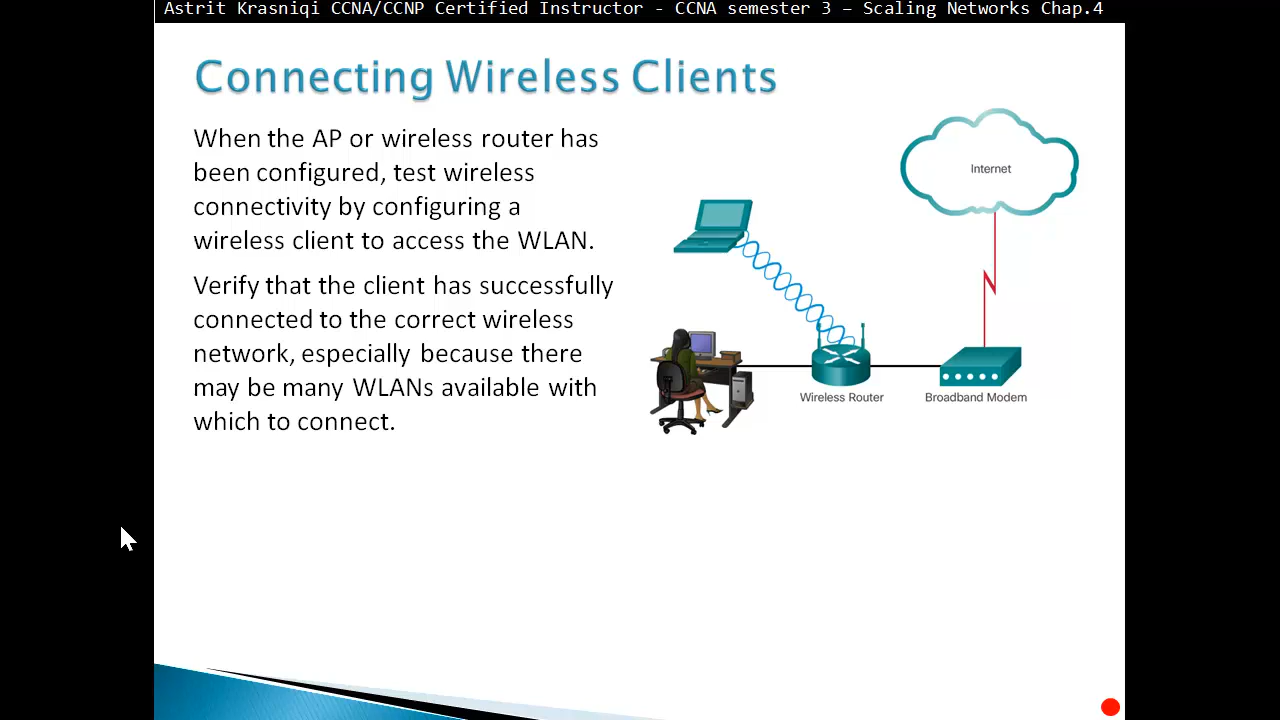 Astrit Krasniqi CCNA/CCNP Certified Instructor - CCNA semester 3 – Scaling Networks Chap.4
Connecting Wireless Clients
When the AP or wireless router has
been configured, test wireless
connectivity by configuring a
wireless client to access the WLAN.
Verify that the client has successfully
connected to the correct wireless
network, especially because there
may be many WLANs available with
which to connect.
Internet
Wireless Router
Broadband Modem